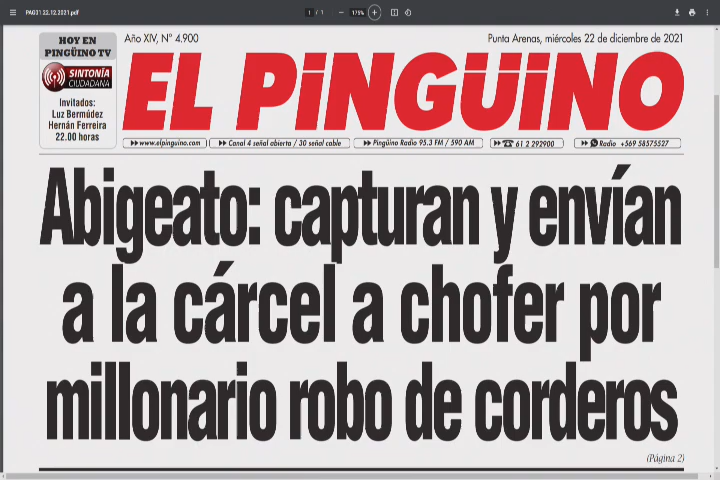 PAG31 22.12.2021.pdf
1 / 1
175%
HOY EN
PINGÜINO TV
SINTONÍA
CIUDADANA
Invitados:
Luz Bermúdez
Hernán Ferreira
22.00 horas
Año XIV, N° 4.900
Punta Arenas, miércoles 22 de diciembre de 2021
EL PINGÜINO
www.elpinguino.com
Canal 4 señal abierta / 30 señal cable
Pingüino Radio 95.3 FM / 590 AM
61 2 292900
Radio +569 58575527
Abigeato: capturan y envían
a la cárcel a chofer por
millonario robo de corderos
(Página 2)